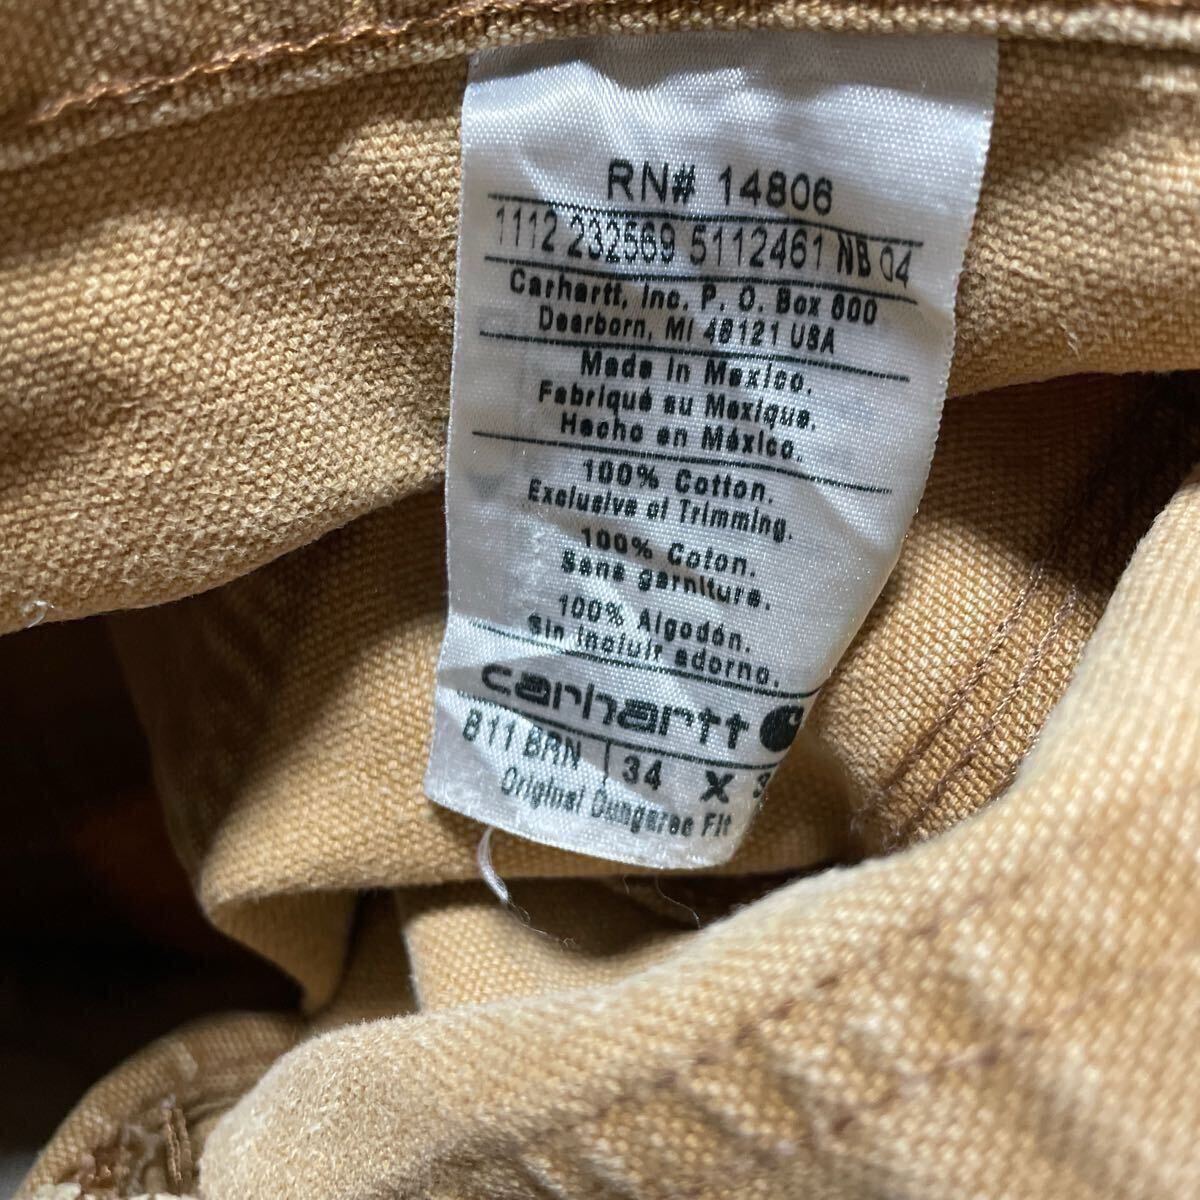 RN# 14806
1112 232569 5112461 NB 04
Carhartt, Inc. P. O. Box 600
Dearborn, MI 48121 USA
Made in Mexico.
Fabriqué au Mexique.
Hecho en México.
100% Cotton.
Exclusive of Trimming.
100% Coton.
Sans garniture.
100% Algodón.
Sin incluir adorno.
carhartt
B11 BRN 34 X 3
Original Dungaree Fit